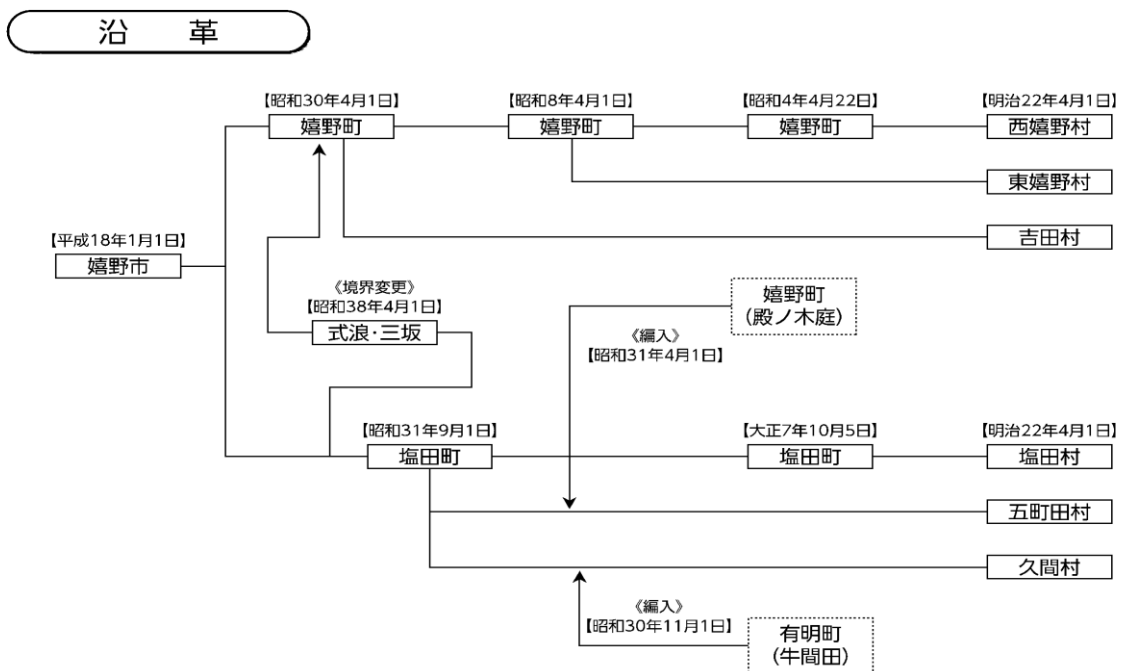 沿　革
【昭和30年4月1日】
嬉野町
【昭和8年4月1日】
嬉野町
【昭和4年4月22日】
嬉野町
【明治22年4月1日】
西嬉野村
東嬉野村
吉田村
【平成18年1月1日】
嬉野市
《境界変更》
【昭和38年4月1日】
式浪・三坂
嬉野町
(殿ノ木庭)
《編入》
【昭和31年4月1日】
【昭和31年9月1日】
塩田町
【大正7年10月5日】
塩田町
【明治22年4月1日】
塩田村
五町田村
久間村
《編入》
【昭和30年11月1日】
有明町
(牛間田)